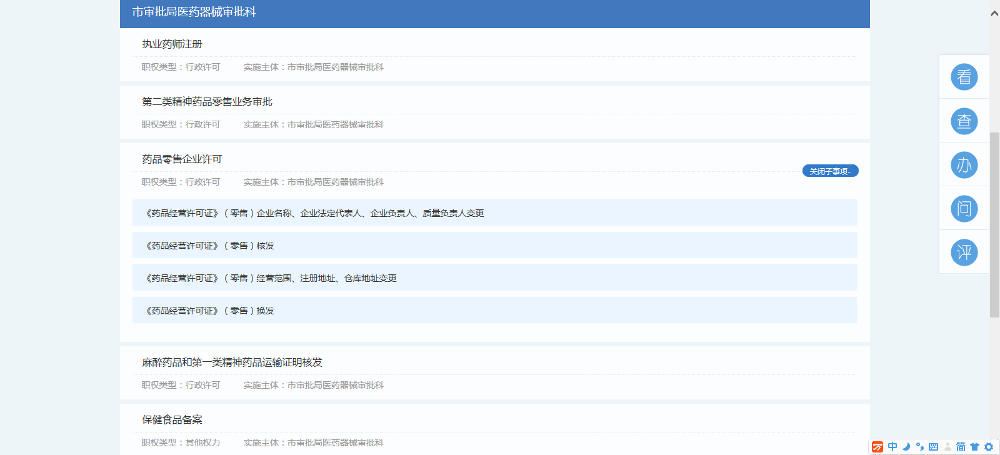 市审批局医药器械审批科
执业药师注册
职权类型：行政许可 实施主体：市审批局医药器械审批科
第二类精神药品零售业务审批
职权类型：行政许可 实施主体：市审批局医药器械审批科
药品零售企业许可
关闭子事项-
职权类型：行政许可 实施主体：市审批局医药器械审批科
《药品经营许可证》（零售）企业名称、企业法定代表人、企业负责人、质量负责人变更
《药品经营许可证》（零售）核发
《药品经营许可证》（零售）经营范围、注册地址、仓库地址变更
《药品经营许可证》（零售）换发
麻醉药品和第一类精神药品运输证明核发
职权类型：行政许可 实施主体：市审批局医药器械审批科
保健食品备案
职权类型：其他权力 实施主体：市审批局医药器械审批科
看
查
办
问
评
万 中 简